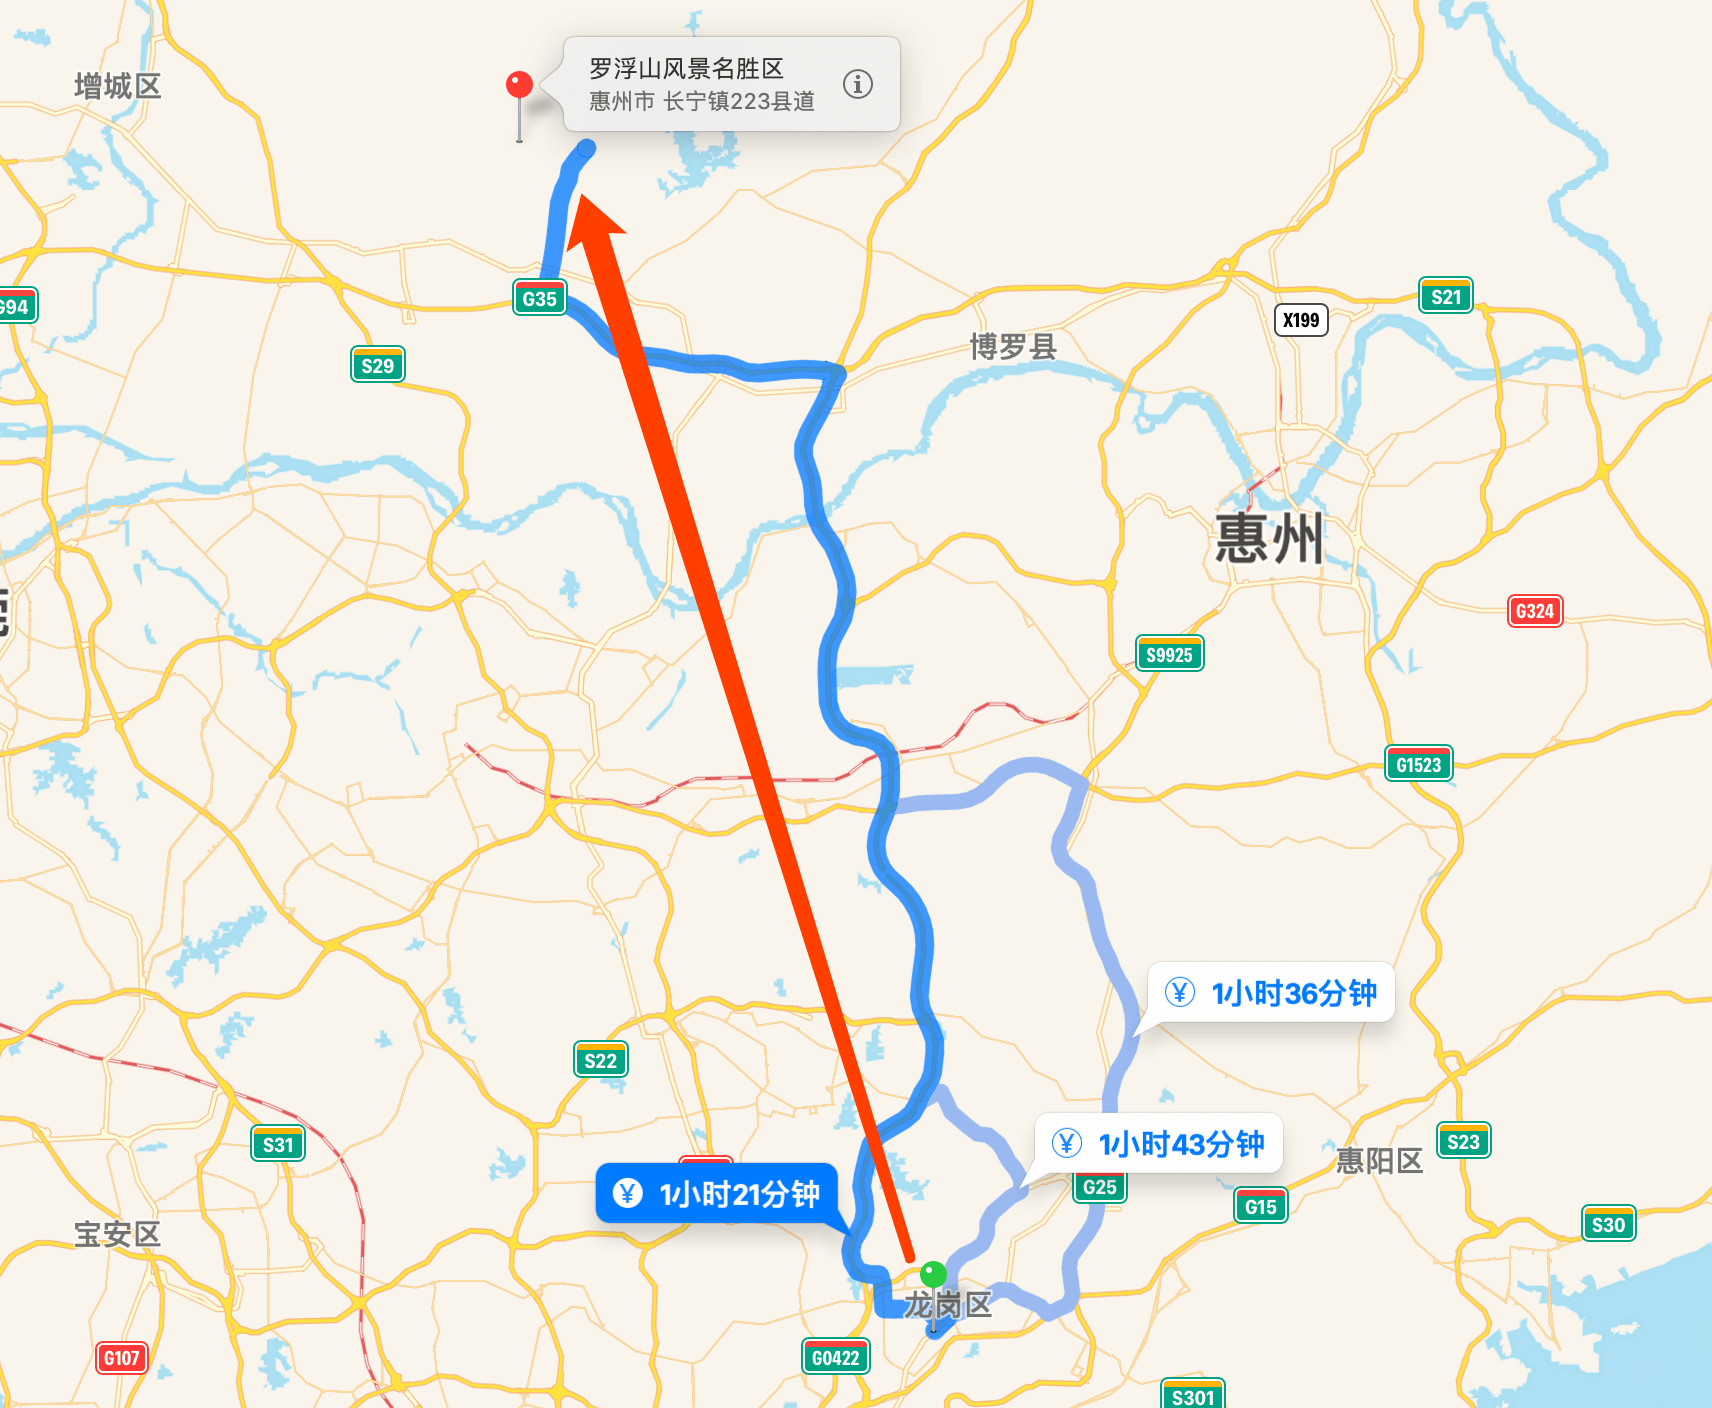 罗浮山风景名胜区
惠州市 长宁镇223县道
增城区
G35
S21
X199
博罗县
S29
惠州
G324
S9925
G1523
¥ 1小时36分钟
S22
¥ 1小时43分钟
S31
S23
惠阳区
G25
¥ 1小时21分钟
G15
S30
宝安区
龙岗区
G107
G0422
S301